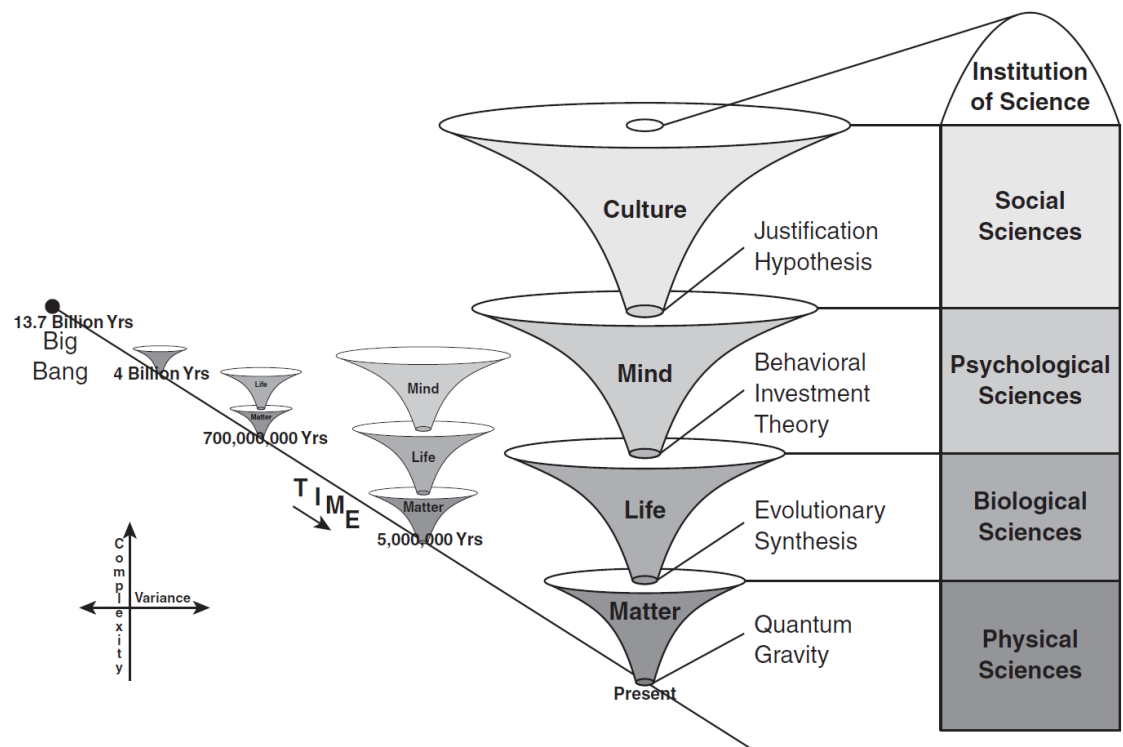 Institution
of Science
Culture
Social
Sciences
Justification
Hypothesis
13.7 Billion Yrs
Big
Bang
4 Billion Yrs
Life
Matter
700,000,000 Yrs
Mind
Life
Matter
5,000,000 Yrs
TIME
Mind
Behavioral
Investment
Theory
Psychological
Sciences
Life
Evolutionary
Synthesis
Biological
Sciences
Matter
Quantum
Gravity
Physical
Sciences
Present
Complexity
Variance